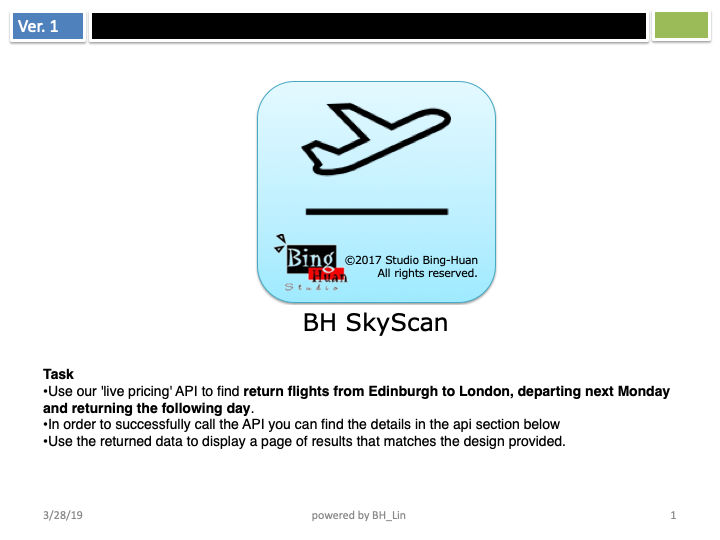 Ver. 1
©2017 Studio Bing-Huan
All rights reserved.
Bing
Huan
Studio
BH SkyScan
Task
•Use our 'live pricing' API to find return flights from Edinburgh to London, departing next Monday
and returning the following day.
•In order to successfully call the API you can find the details in the api section below
•Use the returned data to display a page of results that matches the design provided.
3/28/19
powered by BH_Lin
1